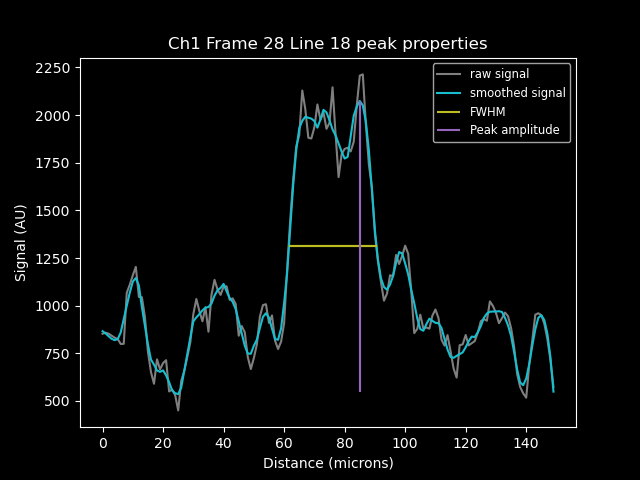 Ch1 Frame 28 Line 18 peak properties
raw signal
smoothed signal
FWHM
Peak amplitude
2250
2000
1750
1500
1250
1000
750
500
Signal (AU)
0 20 40 60 80 100 120 140
Distance (microns)